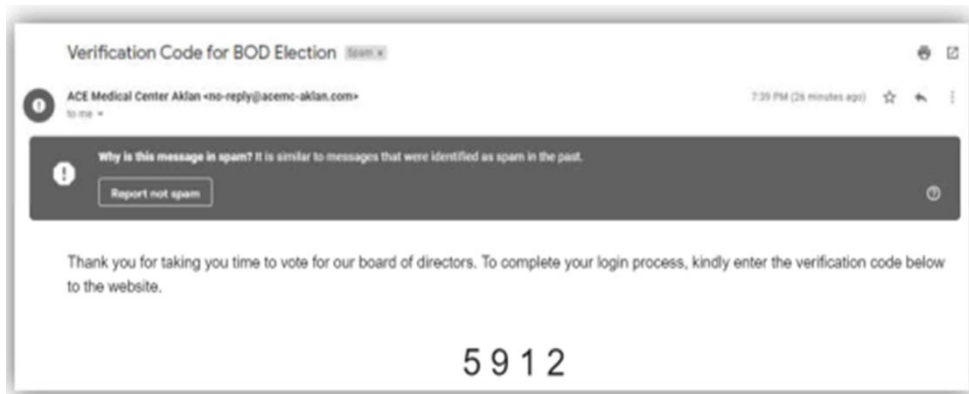 Verification Code for BOD Election Spam x
ACE Medical Center Aklan <no-reply@acemc-aklan.com> 7:39 PM (26 minutes ago)
to me
Why is this message in spam? It is similar to messages that were identified as spam in the past.
Report not spam
Thank you for taking you time to vote for our board of directors. To complete your login process, kindly enter the verification code below
to the website.
5 9 1 2